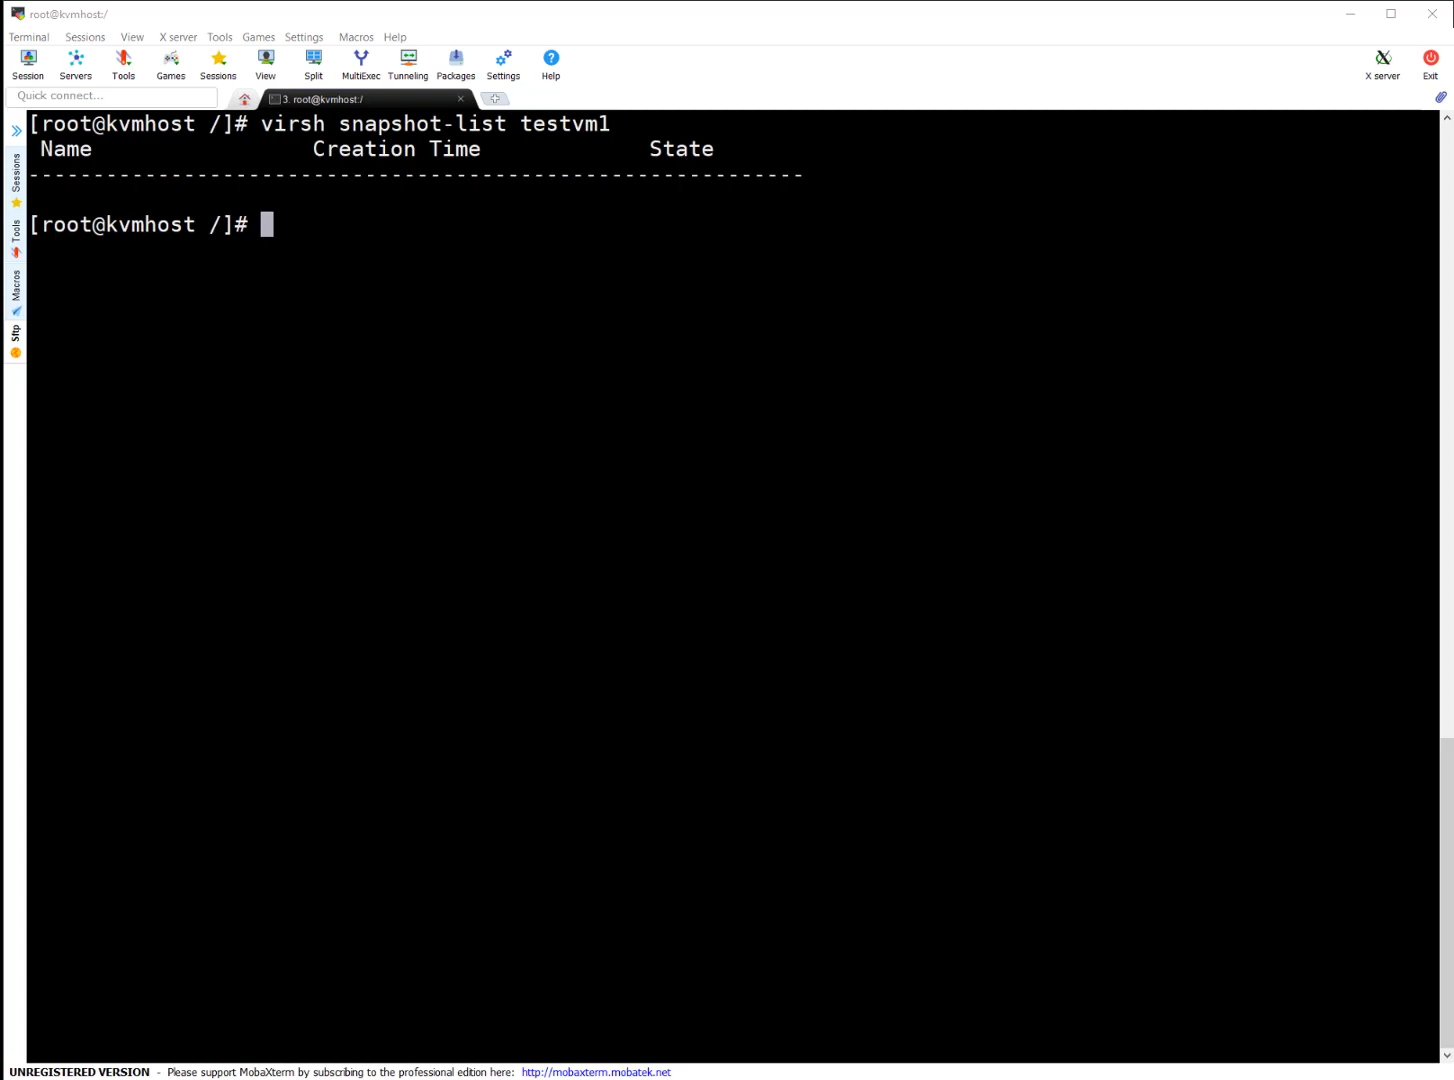 root@kvmhost:/
Terminal Sessions View X server Tools Games Settings Macros Help
Session Servers Tools Games Sessions View Split MultiExec Tunneling Packages Settings Help X server Exit
Quick connect...
3. root@kvmhost:/
[root@kvmhost /]# virsh snapshot-list testvm1
Name Creation Time State
------------------------------------------------------------
[root@kvmhost /]#
Sessions
Tools
Macros
Sftp
UNREGISTERED VERSION - Please support MobaXterm by subscribing to the professional edition here: http://mobaxterm.mobatek.net